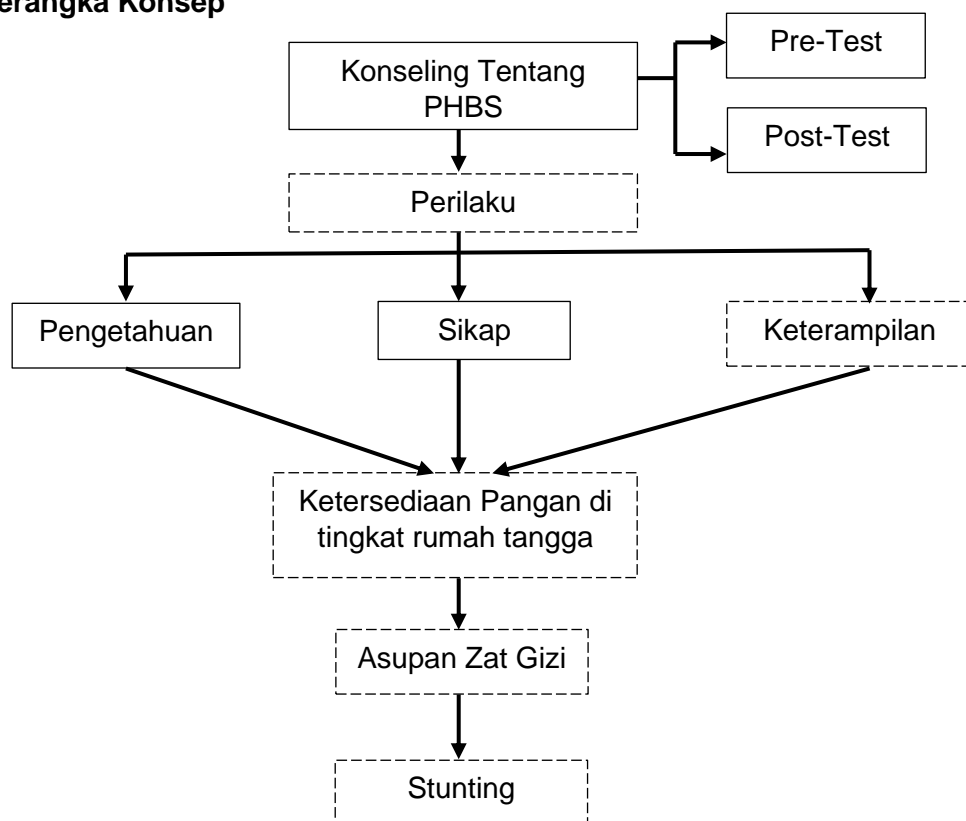 erangka Konsep
Konseling Tentang
PHBS
Pre-Test
Post-Test
Perilaku
Pengetahuan
Sikap
Keterampilan
Ketersediaan Pangan di
tingkat rumah tangga
Asupan Zat Gizi
Stunting